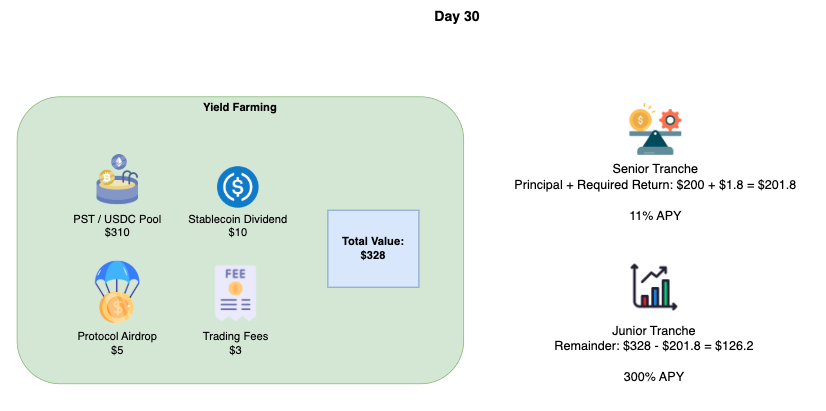 Day 30
Yield Farming
PST / USDC Pool
$310
Stablecoin Dividend
$10
Total Value:
$328
FEE
Protocol Airdrop
$5
Trading Fees
$3
Senior Tranche
Principal + Required Return: $200 + $1.8 = $201.8
11% APY
Junior Tranche
Remainder: $328 - $201.8 = $126.2
300% APY